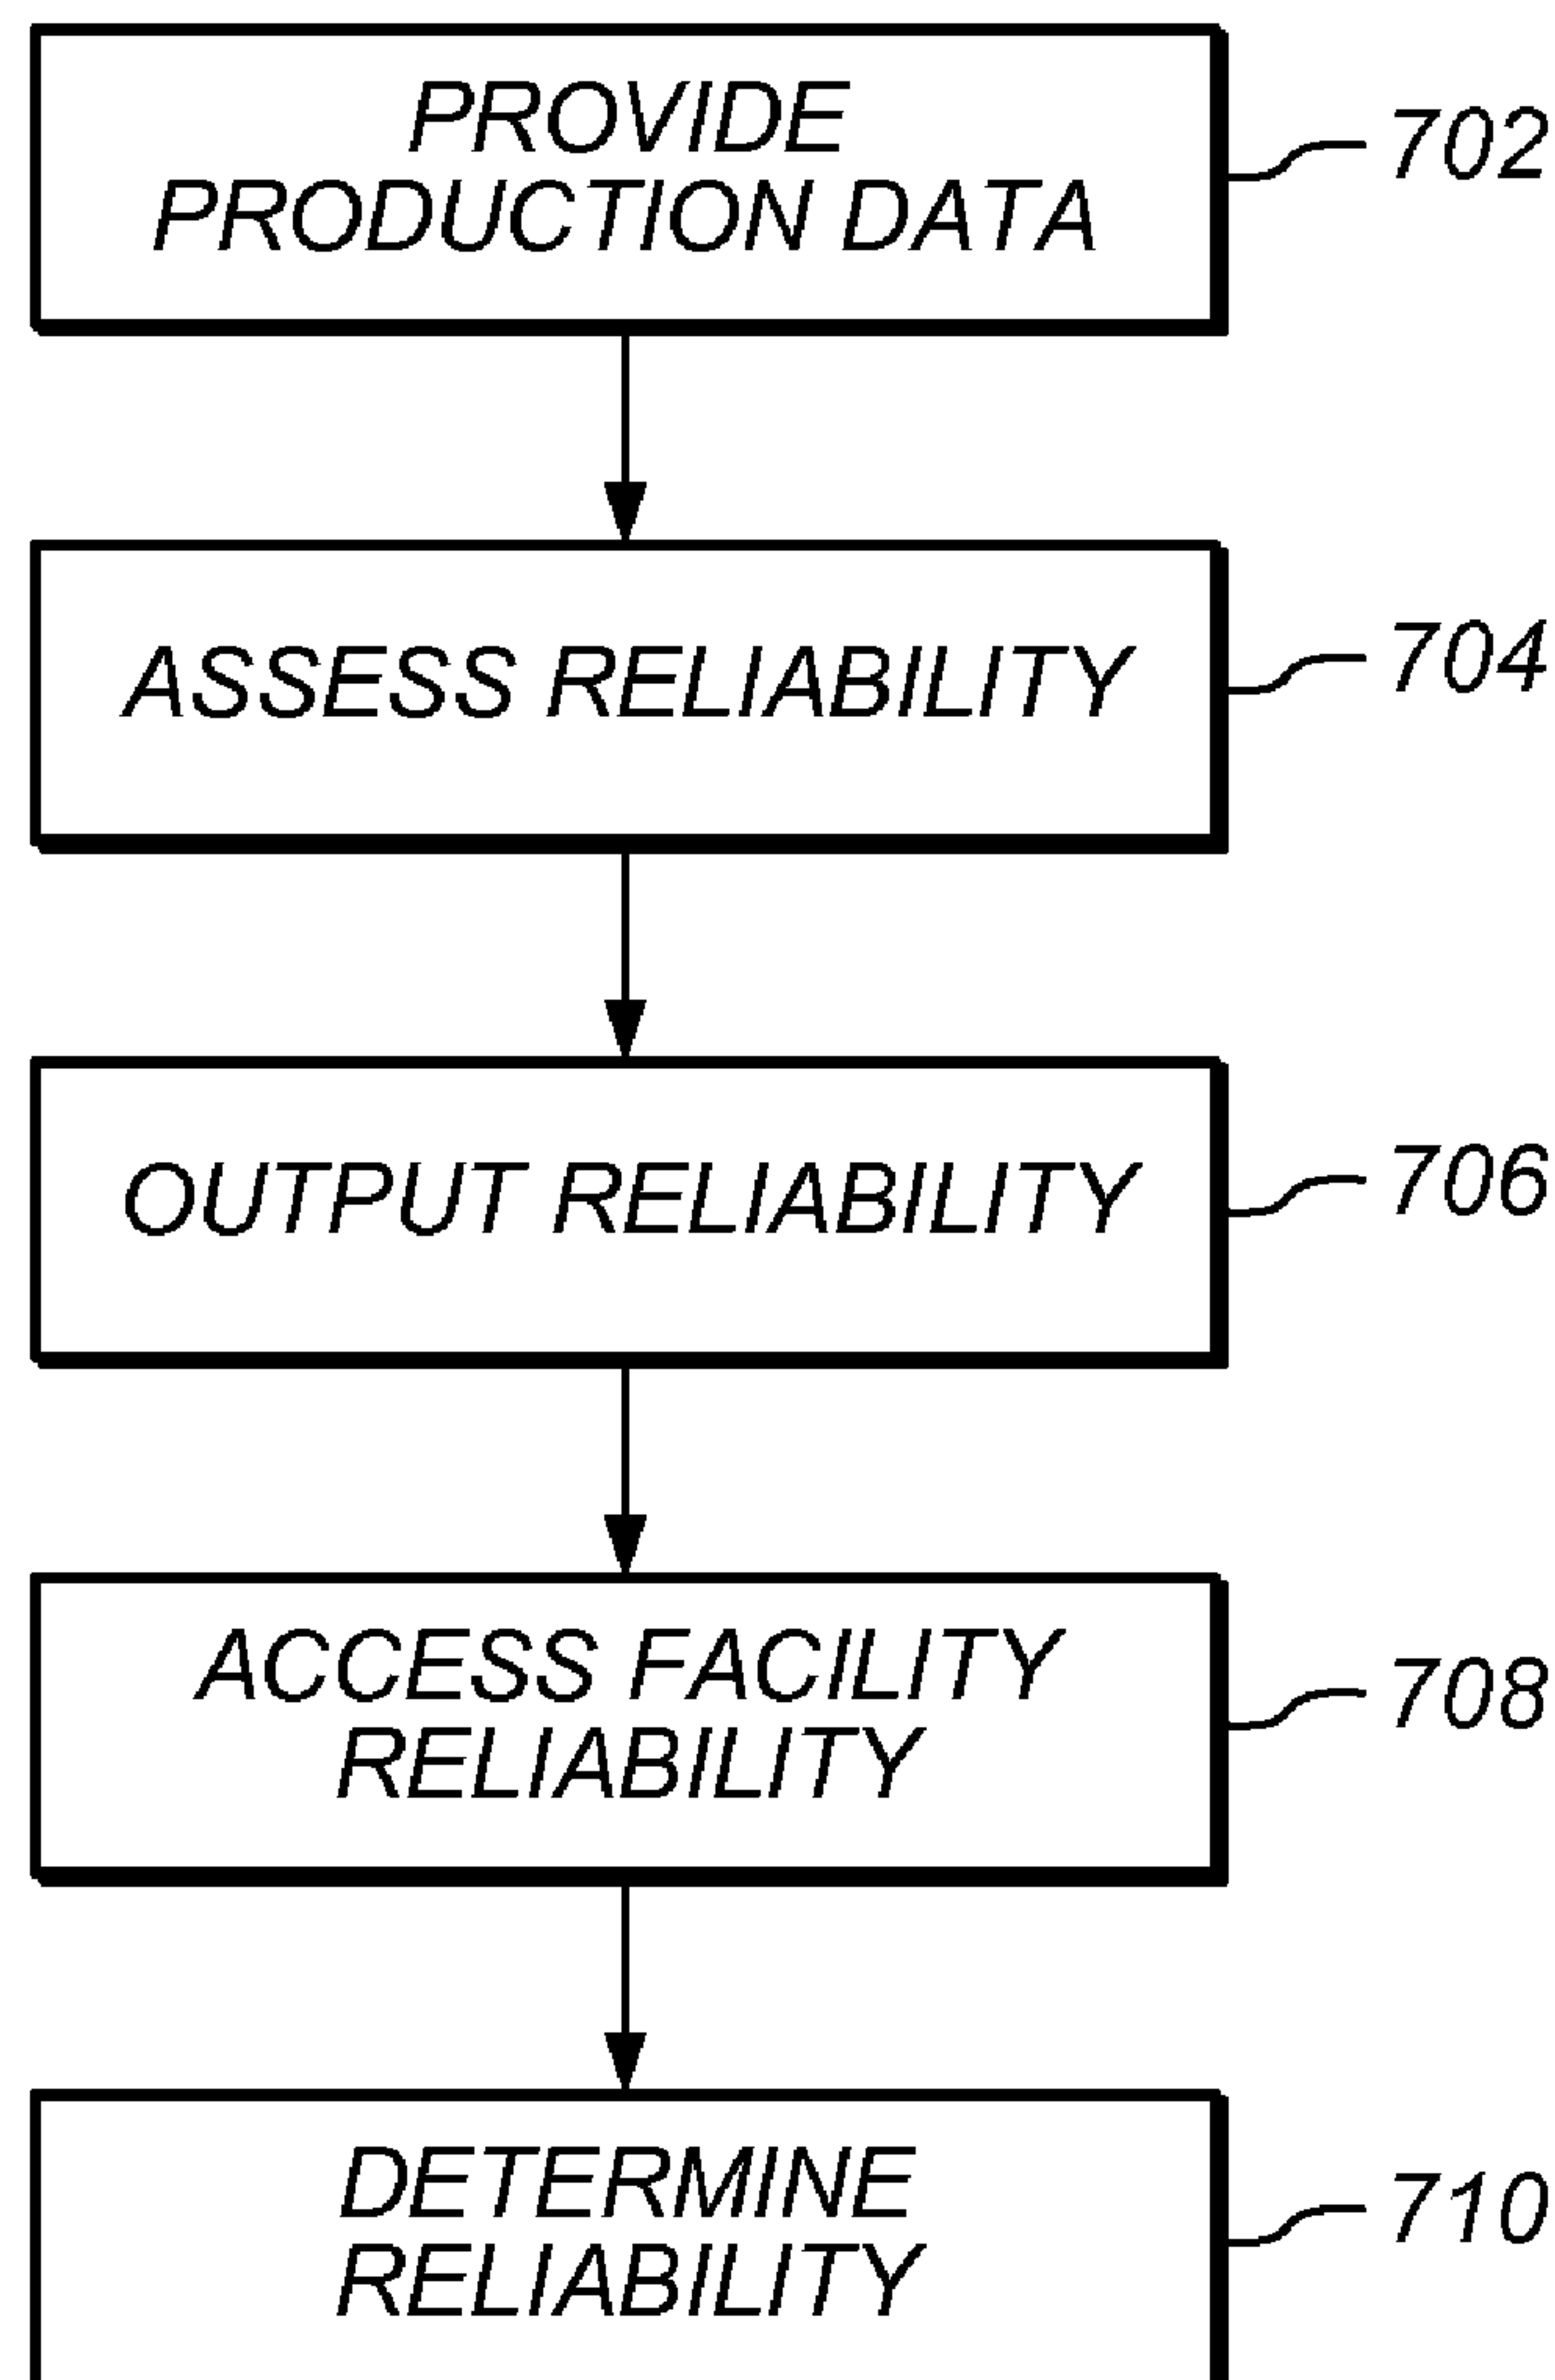 PROVIDE
PRODUCTION DATA
702
ASSESS RELIABILITY
704
OUTPUT RELIABILITY
706
ACCESS FACILITY
RELIABILITY
708
DETERMINE
RELIABILITY
710